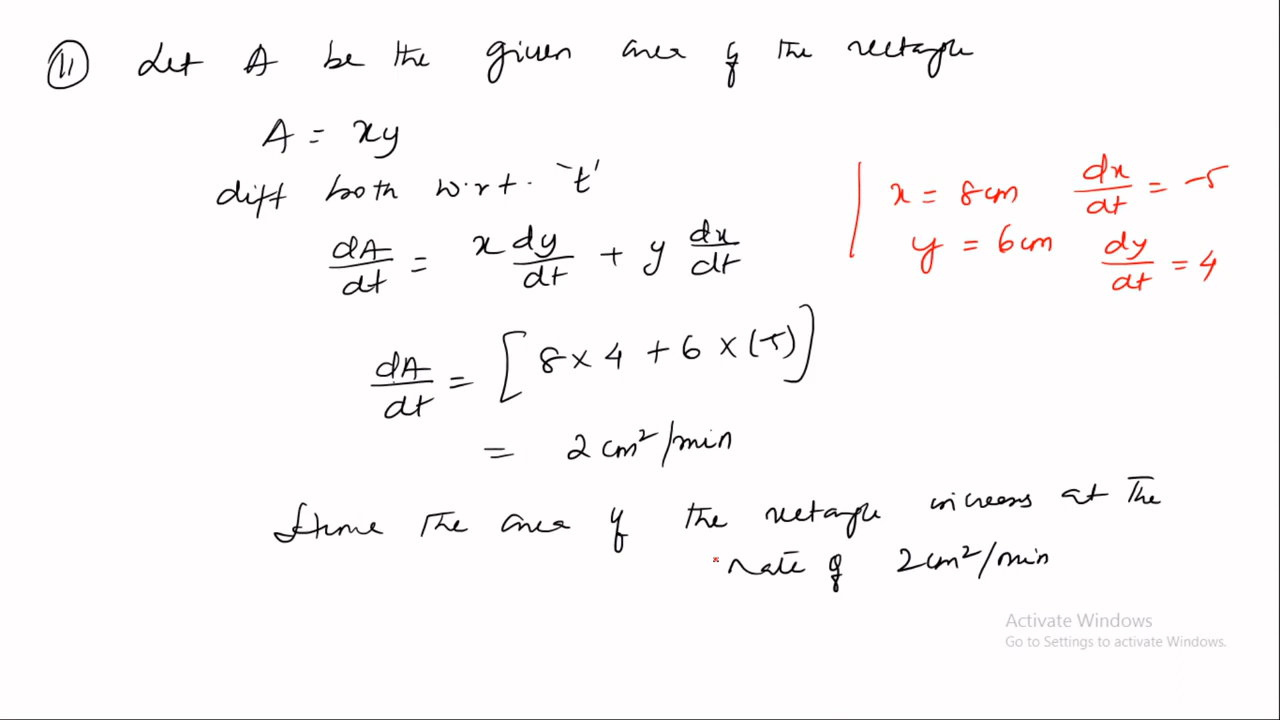 11 Let A be the given area of the rectangle
A = xy
diff both w.r.t. 't'
dA/dt = x dy/dt + y dx/dt
x = 8cm dx/dt = -5
y = 6cm dy/dt = 4
dA/dt = [8 × 4 + 6 × (-5)]
= 2 cm²/min
Hence the area of the rectangle increases at the
rate of 2cm²/min
Activate Windows
Go to Settings to activate Windows.